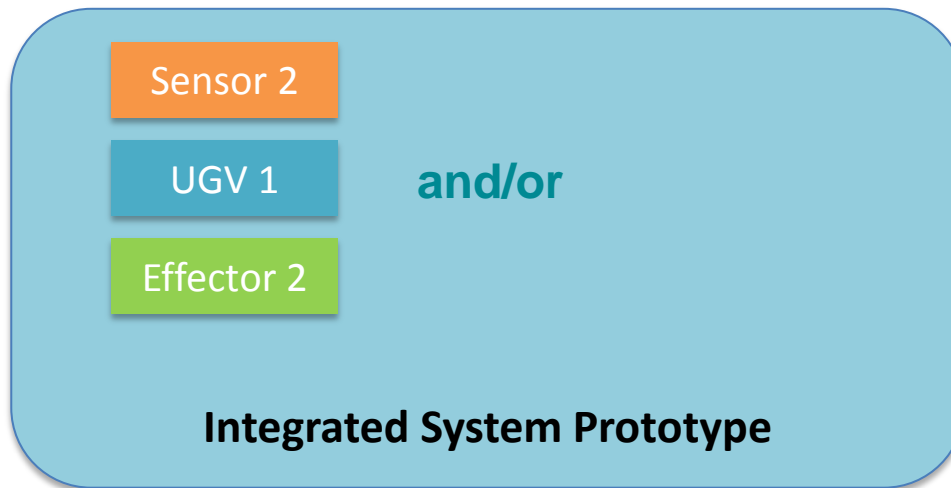 Sensor 2
UGV 1
and/or
Effector 2
Integrated System Prototype